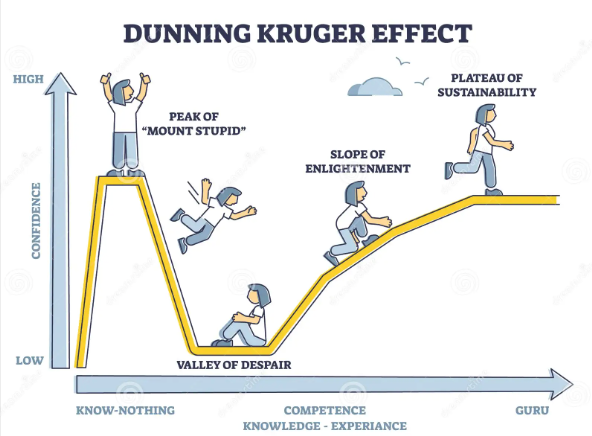 DUNNING KRUGER EFFECT
HIGH
PEAK OF
“MOUNT STUPID”
PLATEAU OF
SUSTAINABILITY
SLOPE OF
ENLIGHTENMENT
CONFIDENCE
LOW
VALLEY OF DESPAIR
KNOW-NOTHING
COMPETENCE
GURU
KNOWLEDGE - EXPERIANCE